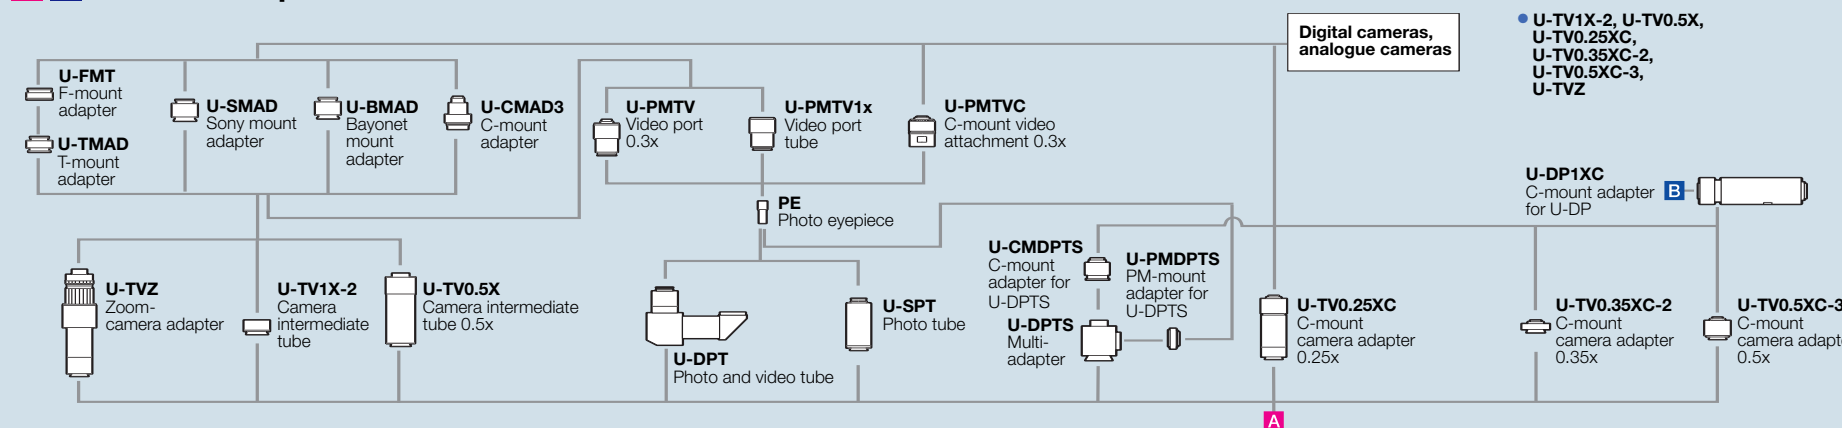 Digital cameras,
analogue cameras
U-TV1X-2, U-TV0.5X,
U-TV0.25XC,
U-TV0.35XC-2,
U-TV0.5XC-3,
U-TVZ
U-FMT
F-mount
adapter
U-TMAD
T-mount
adapter
U-SMAD
Sony mount
adapter
U-BMAD
Bayonet
mount
adapter
U-CMAD3
C-mount
adapter
U-PMTV
Video port
0.3x
U-PMTV1x
Video port
tube
U-PMTVC
C-mount video
attachment 0.3x
U-DP1XC
C-mount adapter
for U-DP
B
PE
Photo eyepiece
U-TVZ
Zoom-
camera adapter
U-TV1X-2
Camera
intermediate
tube
U-TV0.5X
Camera intermediate
tube 0.5x
U-DPT
Photo and video tube
U-SPT
Photo tube
U-CMDPTS
C-mount
adapter for
U-DPTS
U-PMDPTS
PM-mount
adapter for
U-DPTS
U-DPTS
Multi-
adapter
U-TV0.25XC
C-mount
camera adapter
0.25x
U-TV0.35XC-2
C-mount
camera adapter
0.35x
U-TV0.5XC-3
C-mount
camera adapte
0.5x
A